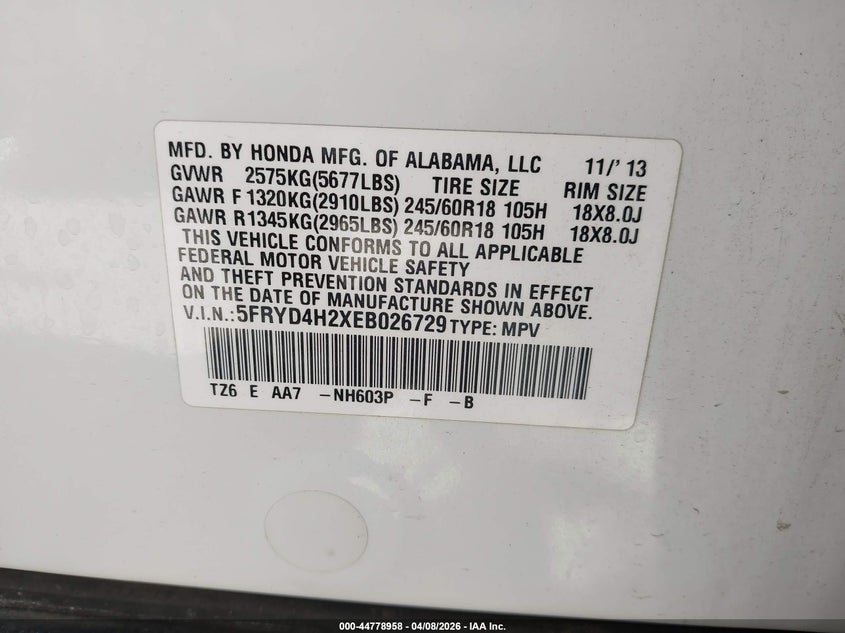 MFD. BY HONDA MFG. OF ALABAMA, LLC 11/' 13
GVWR 2575KG(5677LBS) TIRE SIZE RIM SIZE
GAWR F 1320KG(2910LBS) 245/60R18 105H 18X8.0J
GAWR R1345KG(2965LBS) 245/60R18 105H 18X8.0J
THIS VEHICLE CONFORMS TO ALL APPLICABLE
FEDERAL MOTOR VEHICLE SAFETY
AND THEFT PREVENTION STANDARDS IN EFFECT
ON THE DATE OF MANUFACTURE SHOWN ABOVE.
V.I.N.:5FRYD4H2XEB026729 TYPE: MPV
TZ6 E AA7 -NH603P -F -B
000-44778958 - 04/08/2026 - IAA Inc.